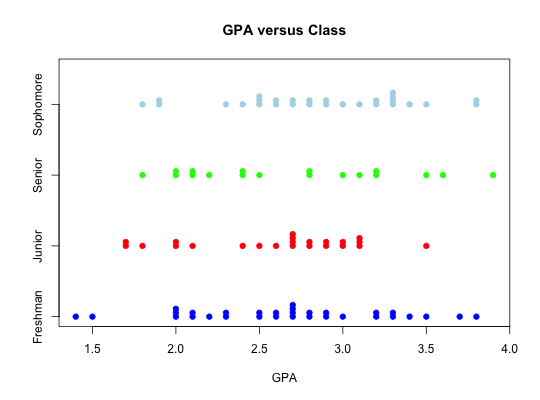 GPA versus Class
Sophomore
Senior
Junior
Freshman
1.5 2.0 2.5 3.0 3.5 4.0
GPA